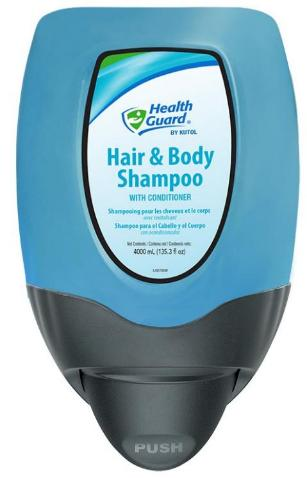 Health
Guard®
BY KUTOL
Hair & Body
Shampoo
WITH CONDITIONER
Shampooing pour les cheveux et le corps
avec revitalisant
Shampoo para el Cabello y el Cuerpo
con acondicionador
Net Contents / Contenu net / Contenido neto:
4000 mL (135.3 fl oz)
PUSH